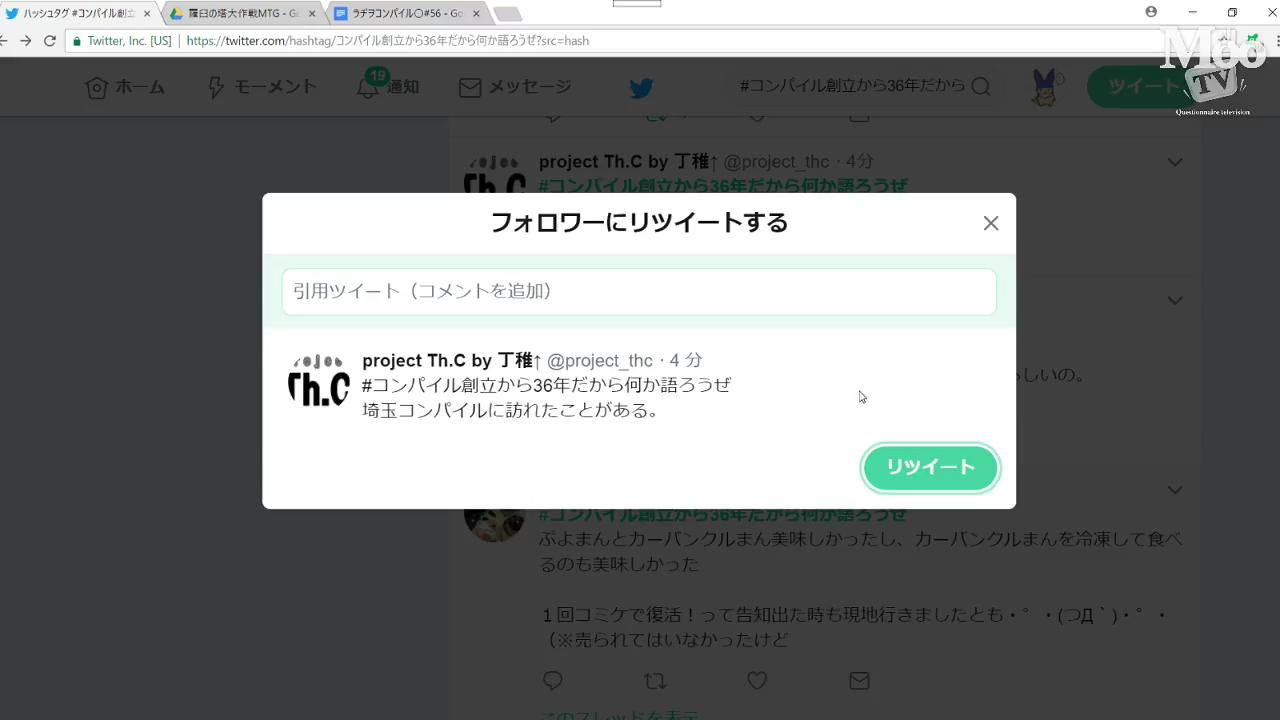 ハッシュタグ #コンパイル創立
羅臼の塔大作戦MTG - Go
ラヂヲコンパイル〇#56 - Go
Twitter, Inc. [US] | https://twitter.com/hashtag/コンパイル創立から36年だから何か語ろうぜ?src=hash
Moo
TV
Questionnaire television
ホーム
モーメント
19
通知
メッセージ
#コンパイル創立から36年だから
ツイート
project Th.C by 丁稚↑ @project_thc · 4分
#コンパイル創立から36年だから何か語ろうぜ
フォロワーにリツイートする
引用ツイート（コメントを追加）
project Th.C by 丁稚↑ @project_thc · 4 分
#コンパイル創立から36年だから何か語ろうぜ
埼玉コンパイルに訪れたことがある。
Th.C
らしいの。
リツイート
#コンパイル創立から36年だから何か語ろうぜ
ぷよまんとカーバンクルまん美味しかったし、カーバンクルまんを冷凍して食べ
るのも美味しかった
１回コミケで復活！って告知出た時も現地行きましたとも・゜・(つД`)・゜・
（※売られてはいなかったけど
このスレッドを表示